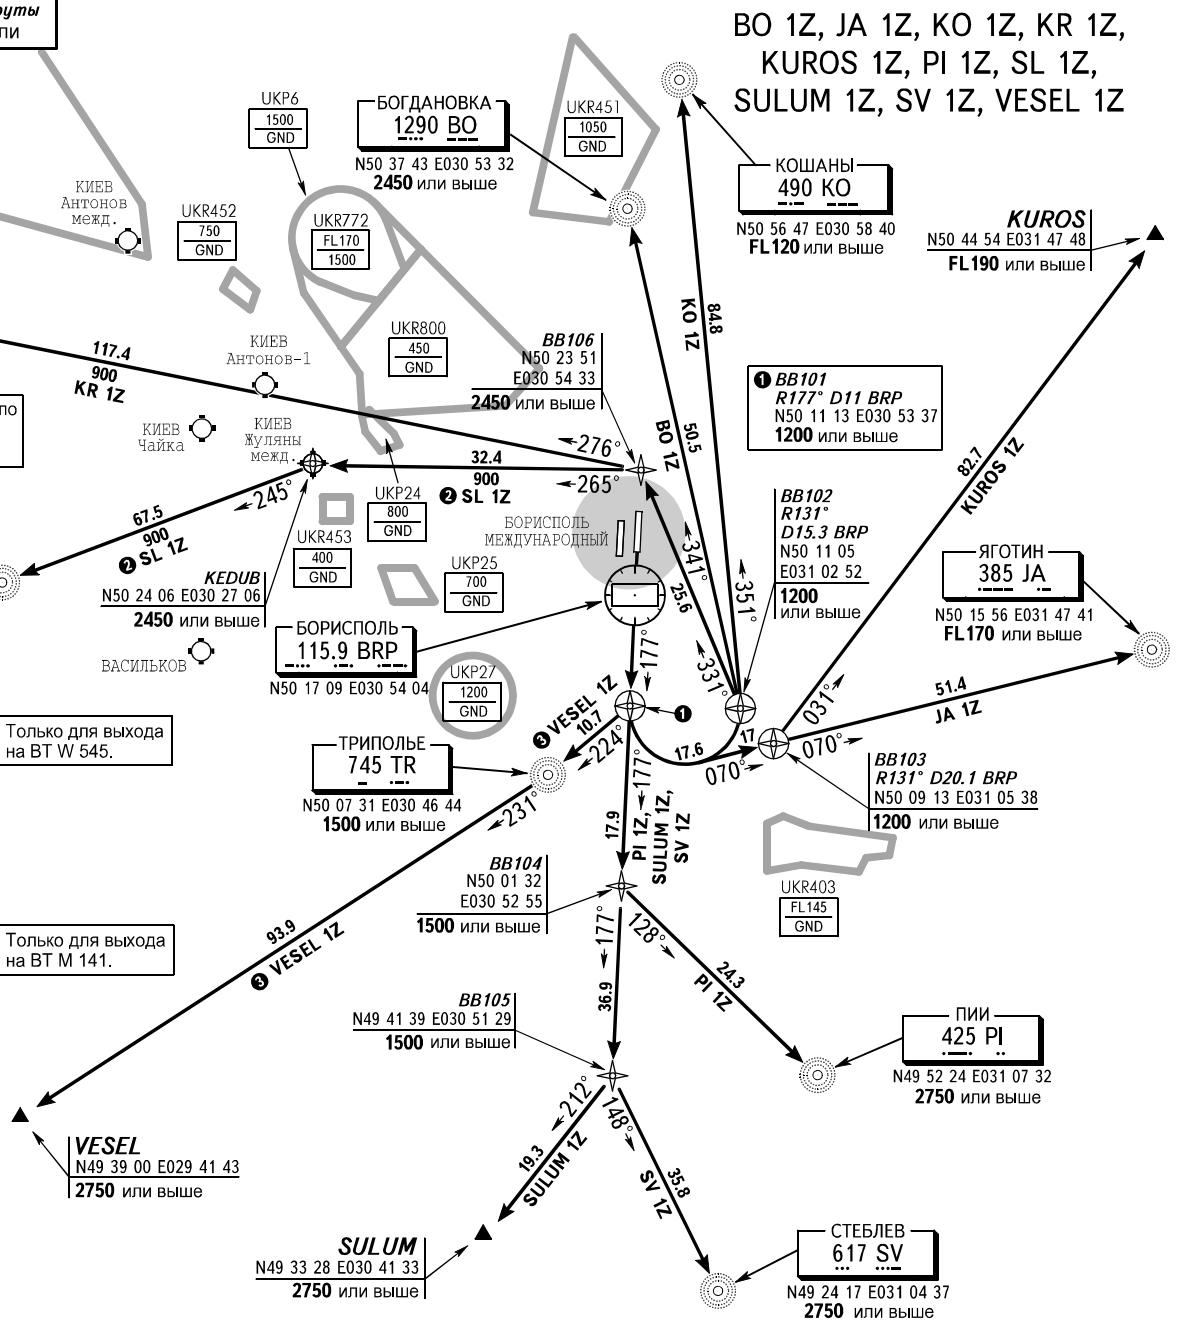 руты
ли
BO 1Z, JA 1Z, KO 1Z, KR 1Z,
KUROS 1Z, PI 1Z, SL 1Z,
SULUM 1Z, SV 1Z, VESEL 1Z
UKP6
1500
GND
БОГДАНОВКА
1290 BO
N50 37 43 E030 53 32
2450 или выше
UKR451
1050
GND
КОШАНЫ
490 KO
N50 56 47 E030 58 40
FL120 или выше
KUROS
N50 44 54 E031 47 48
FL190 или выше
КИЕВ
Антонов
межд.
UKR452
750
GND
UKR772
FL170
1500
UKR800
450
GND
КИЕВ
Антонов-1
BB106
N50 23 51
E030 54 33
2450 или выше
KO 1Z
84.8
117.4
900
KR 1Z
по
КИЕВ
Чайка
КИЕВ
Жуляны
межд.
276°
32.4
900
265°
2 SL 1Z
BO 1Z
50.5
1 BB101
R177° D11 BRP
N50 11 13 E030 53 37
1200 или выше
82.7
KUROS 1Z
245°
67.5
900
2 SL 1Z
UKP24
800
GND
UKR453
400
GND
БОРИСПОЛЬ
МЕЖДУНАРОДНЫЙ
BB102
R131°
D15.3 BRP
N50 11 05
E031 02 52
1200
или выше
KEDUB
N50 24 06 E030 27 06
2450 или выше
UKP25
700
GND
341°
25.6
351°
331°
ЯГОТИН
385 JA
N50 15 56 E031 47 41
FL170 или выше
ВАСИЛЬКОВ
БОРИСПОЛЬ
115.9 BRP
N50 17 09 E030 54 04
177°
UKP27
1200
GND
3 VESEL 1Z
10.7
224°
1
17
17.6
070°
031°
070°
51.4
JA 1Z
Только для выхода
на ВТ W 545.
ТРИПОЛЬЕ
745 TR
N50 07 31 E030 46 44
1500 или выше
231°
177°
17.9
PI 1Z,
SULUM 1Z,
SV 1Z
BB103
R131° D20.1 BRP
N50 09 13 E031 05 38
1200 или выше
BB104
N50 01 32
E030 52 55
1500 или выше
UKR403
FL145
GND
93.9
3 VESEL 1Z
Только для выхода
на ВТ М 141.
177°
36.9
128°
24.3
PI 1Z
BB105
N49 41 39 E030 51 29
1500 или выше
ПИИ
425 PI
N49 52 24 E031 07 32
2750 или выше
VESEL
N49 39 00 E029 41 43
2750 или выше
212°
19.3
SULUM 1Z
148°
35.8
SV 1Z
SULUM
N49 33 28 E030 41 33
2750 или выше
СТЕБЛЕВ
617 SV
N49 24 17 E031 04 37
2750 или выше